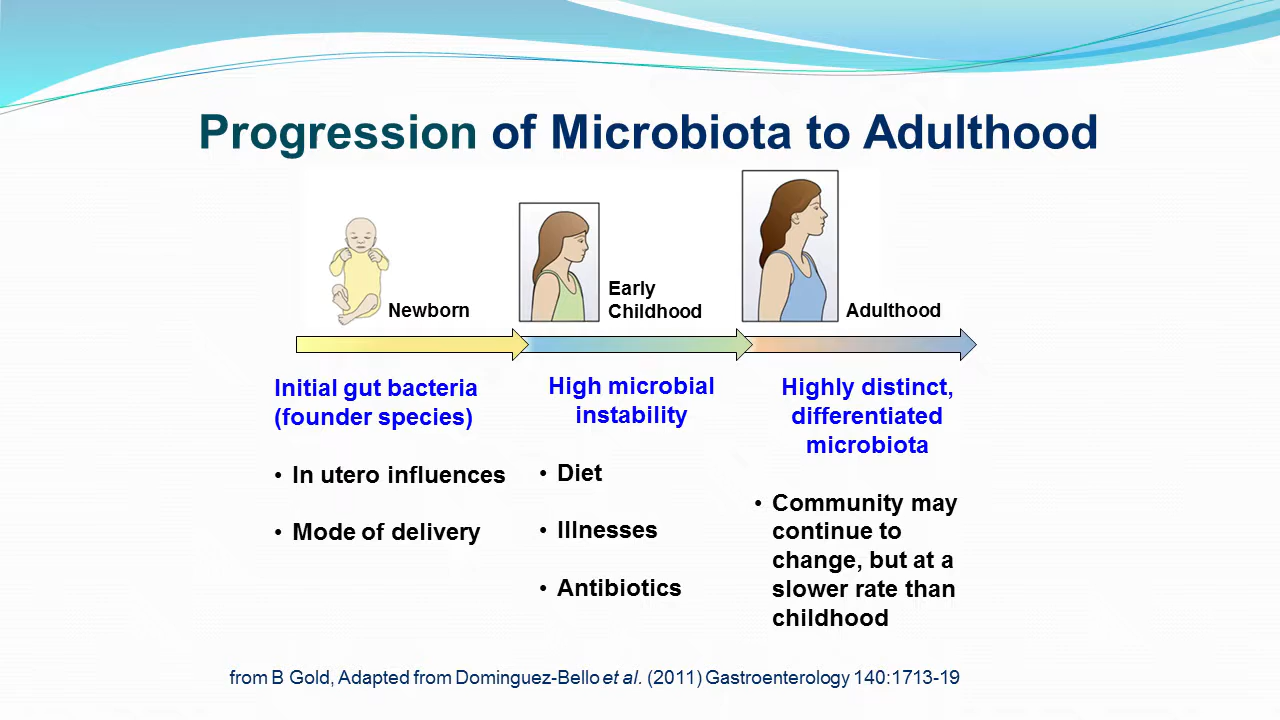 Progression of Microbiota to Adulthood
Newborn
Early
Childhood
Adulthood
Initial gut bacteria
(founder species)
• In utero influences
• Mode of delivery
High microbial
instability
• Diet
• Illnesses
• Antibiotics
Highly distinct,
differentiated
microbiota
• Community may
continue to
change, but at a
slower rate than
childhood
from B Gold, Adapted from Dominguez-Bello et al. (2011) Gastroenterology 140:1713-19